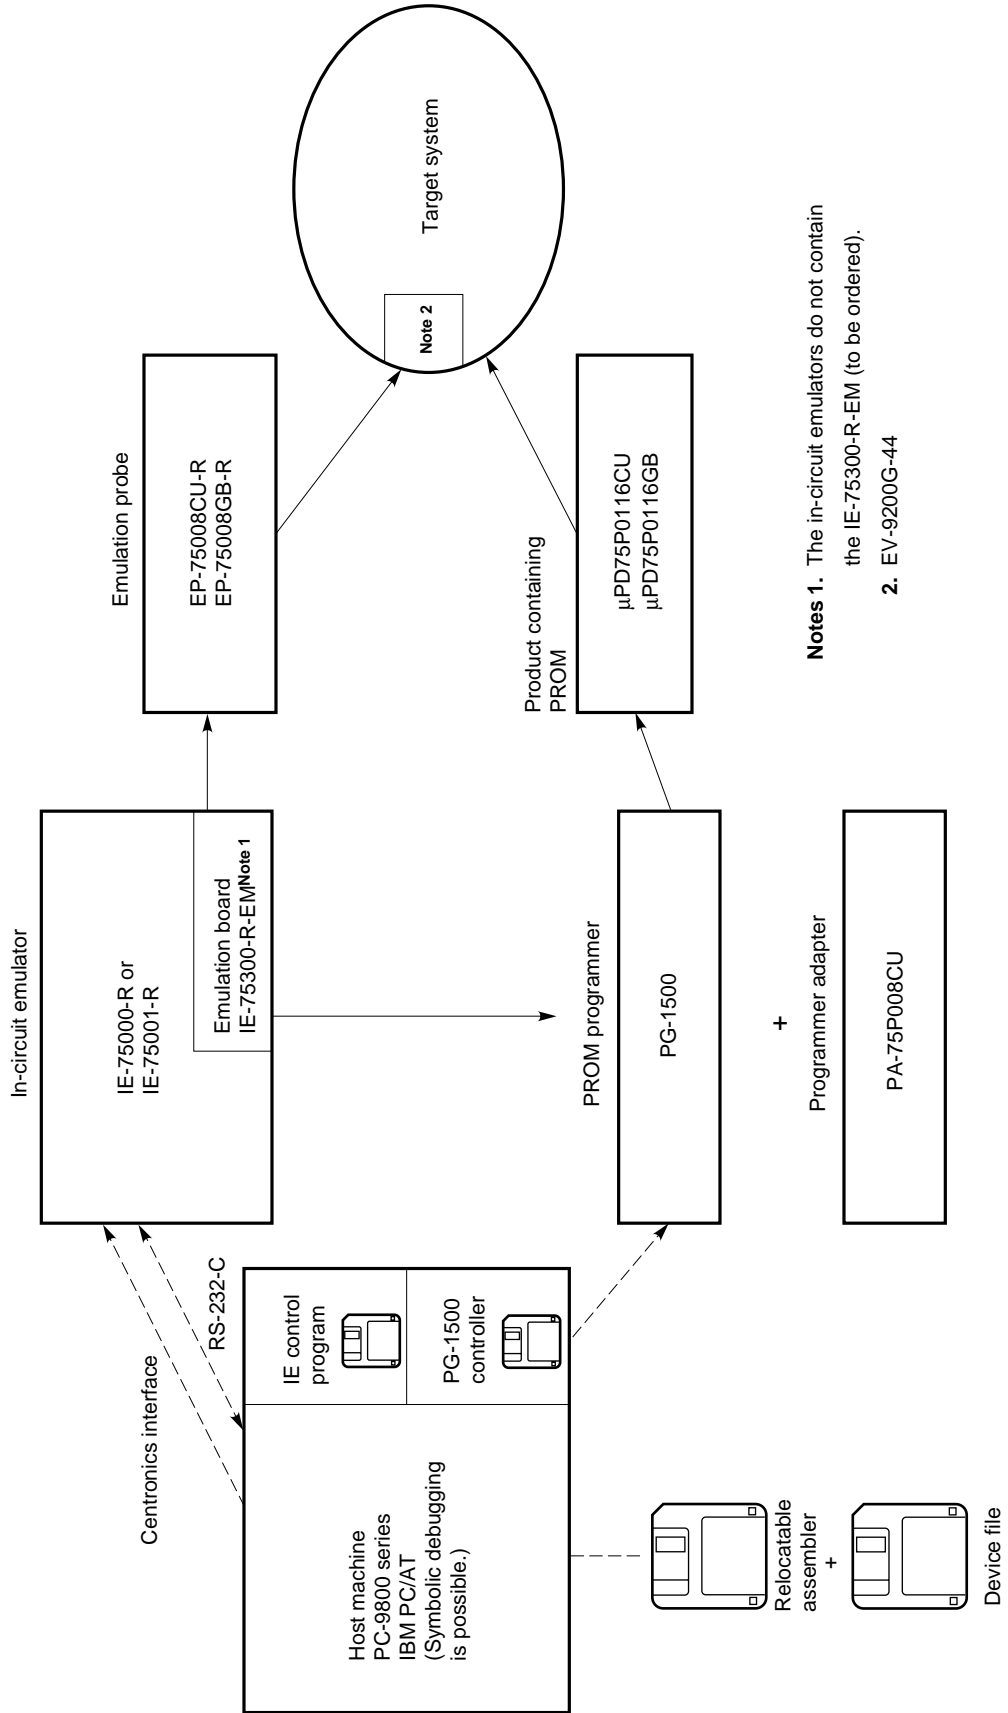 In-circuit emulator
IE-75000-R or
IE-75001-R
Emulation board
IE-75300-R-EMNote 1
Emulation probe
EP-75008CU-R
EP-75008GB-R
Target system
Note 2
Centronics interface
RS-232-C
Host machine
PC-9800 series
IBM PC/AT
(Symbolic debugging
is possible.)
IE control
program
PG-1500
controller
PROM programmer
PG-1500
+
Programmer adapter
PA-75P008CU
Product containing
PROM
µPD75P0116CU
µPD75P0116GB
Relocatable
assembler
+
Device file
Notes 1. The in-circuit emulators do not contain
the IE-75300-R-EM (to be ordered).
2. EV-9200G-44